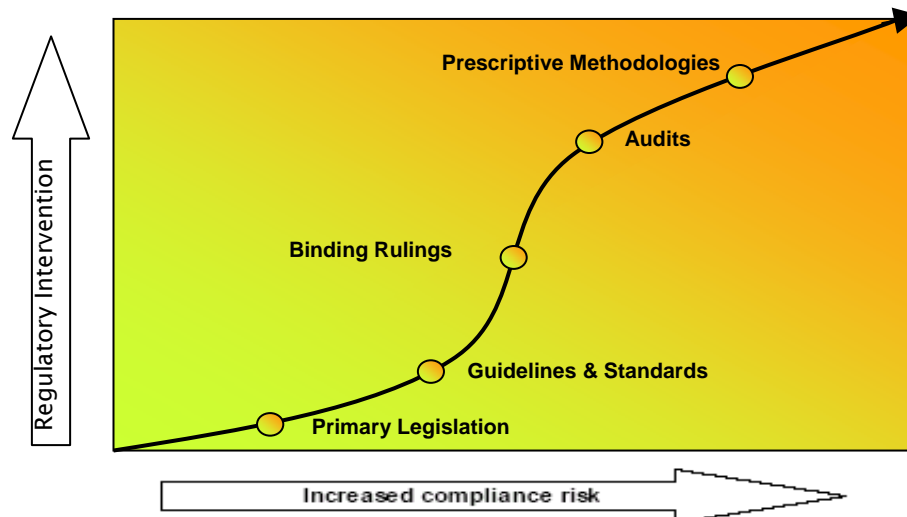 Prescriptive Methodologies
Audits
Regulatory Intervention
Binding Rulings
Guidelines & Standards
Primary Legislation
Increased compliance risk